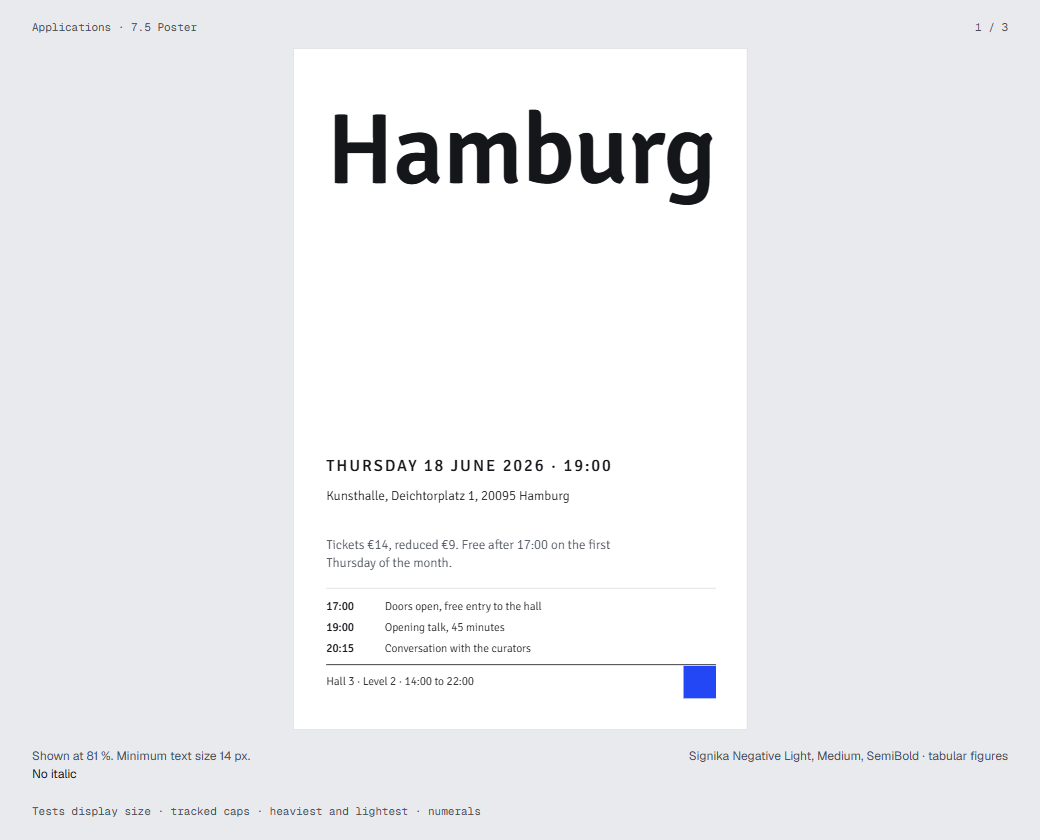 Applications · 7.5 Poster
1 / 3
Hamburg
THURSDAY 18 JUNE 2026 · 19:00
Kunsthalle, Deichtorplatz 1, 20095 Hamburg
Tickets €14, reduced €9. Free after 17:00 on the first
Thursday of the month.
17:00 Doors open, free entry to the hall
19:00 Opening talk, 45 minutes
20:15 Conversation with the curators
Hall 3 · Level 2 · 14:00 to 22:00
Shown at 81 %. Minimum text size 14 px.
Signika Negative Light, Medium, SemiBold · tabular figures
No italic
Tests display size · tracked caps · heaviest and lightest · numerals